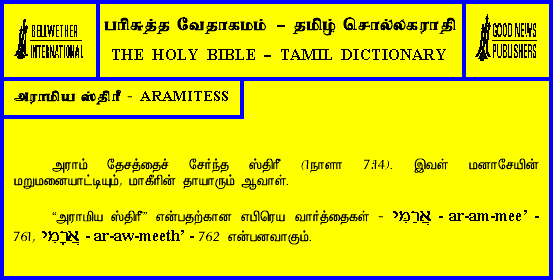 BELLWETHER
INTERNATIONAL
பரிசுத்த வேதாகமம் – தமிழ் சொல்லகராதி
THE HOLY BIBLE – TAMIL DICTIONARY
GOOD NEWS
PUBLISHERS
அராமிய ஸ்திரீ - ARAMITESS
அராம் தேசத்தைச் சேர்ந்த ஸ்திரீ (1நாளா 7:14). இவள் மனாசேயின்
மறுமனையாட்டியும், மாகீரின் தாயாரும் ஆவாள்.
“அராமிய ஸ்திரீ” என்பதற்கான எபிரெய வார்த்தைகள் - אֲרַמִּי - ar-am-mee’ -
761, אֲרָמִי - ar-aw-meeth’ - 762 என்பனவாகும்.